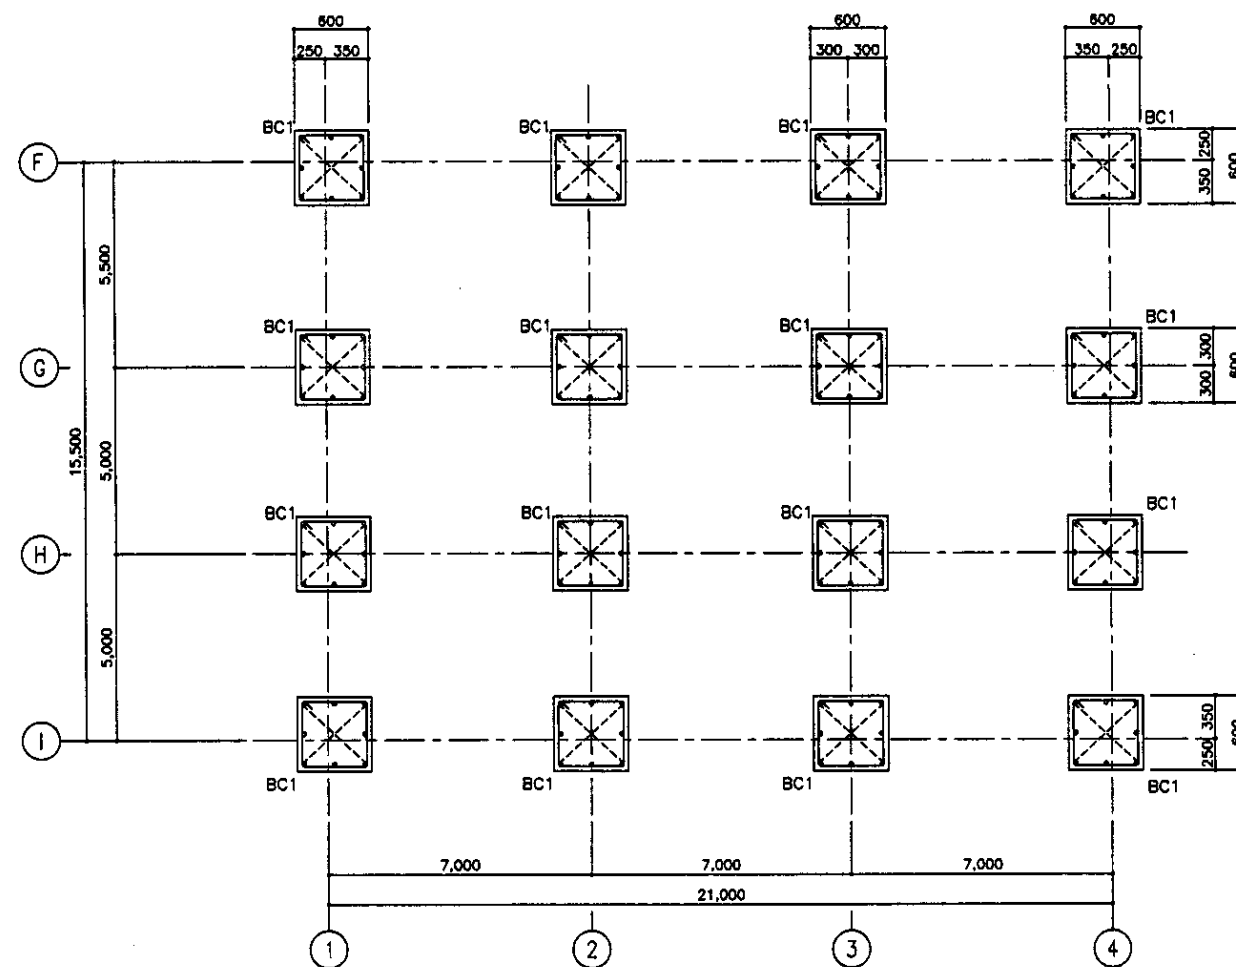 600 600 600
250 350 300 300 350 250
BC1 BC1 BC1 BC1
F
250
350
600
5,500
BC1 BC1 BC1 BC1
G
300
300
600
15,500
5,000
BC1 BC1 BC1 BC1
H
5,000
I
350
250
600
BC1 BC1 BC1 BC1
7,000 7,000 7,000
21,000
1 2 3 4